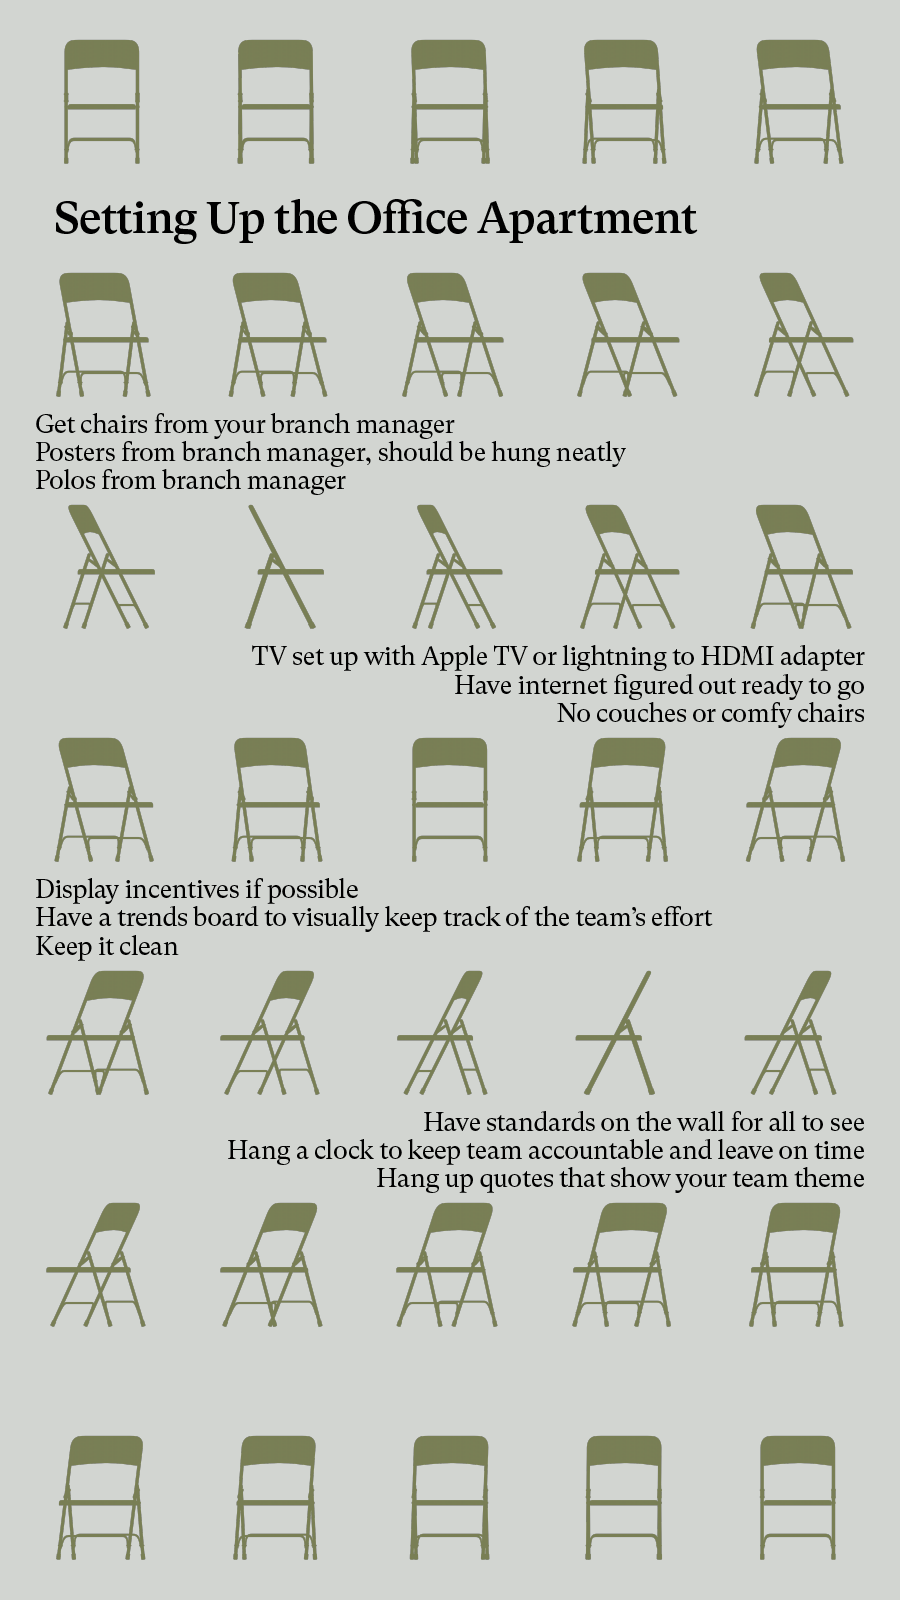 Setting Up the Office Apartment
Get chairs from your branch manager
Posters from branch manager, should be hung neatly
Polos from branch manager
TV set up with Apple TV or lightning to HDMI adapter
Have internet figured out ready to go
No couches or comfy chairs
Display incentives if possible
Have a trends board to visually keep track of the team’s effort
Keep it clean
Have standards on the wall for all to see
Hang a clock to keep team accountable and leave on time
Hang up quotes that show your team theme